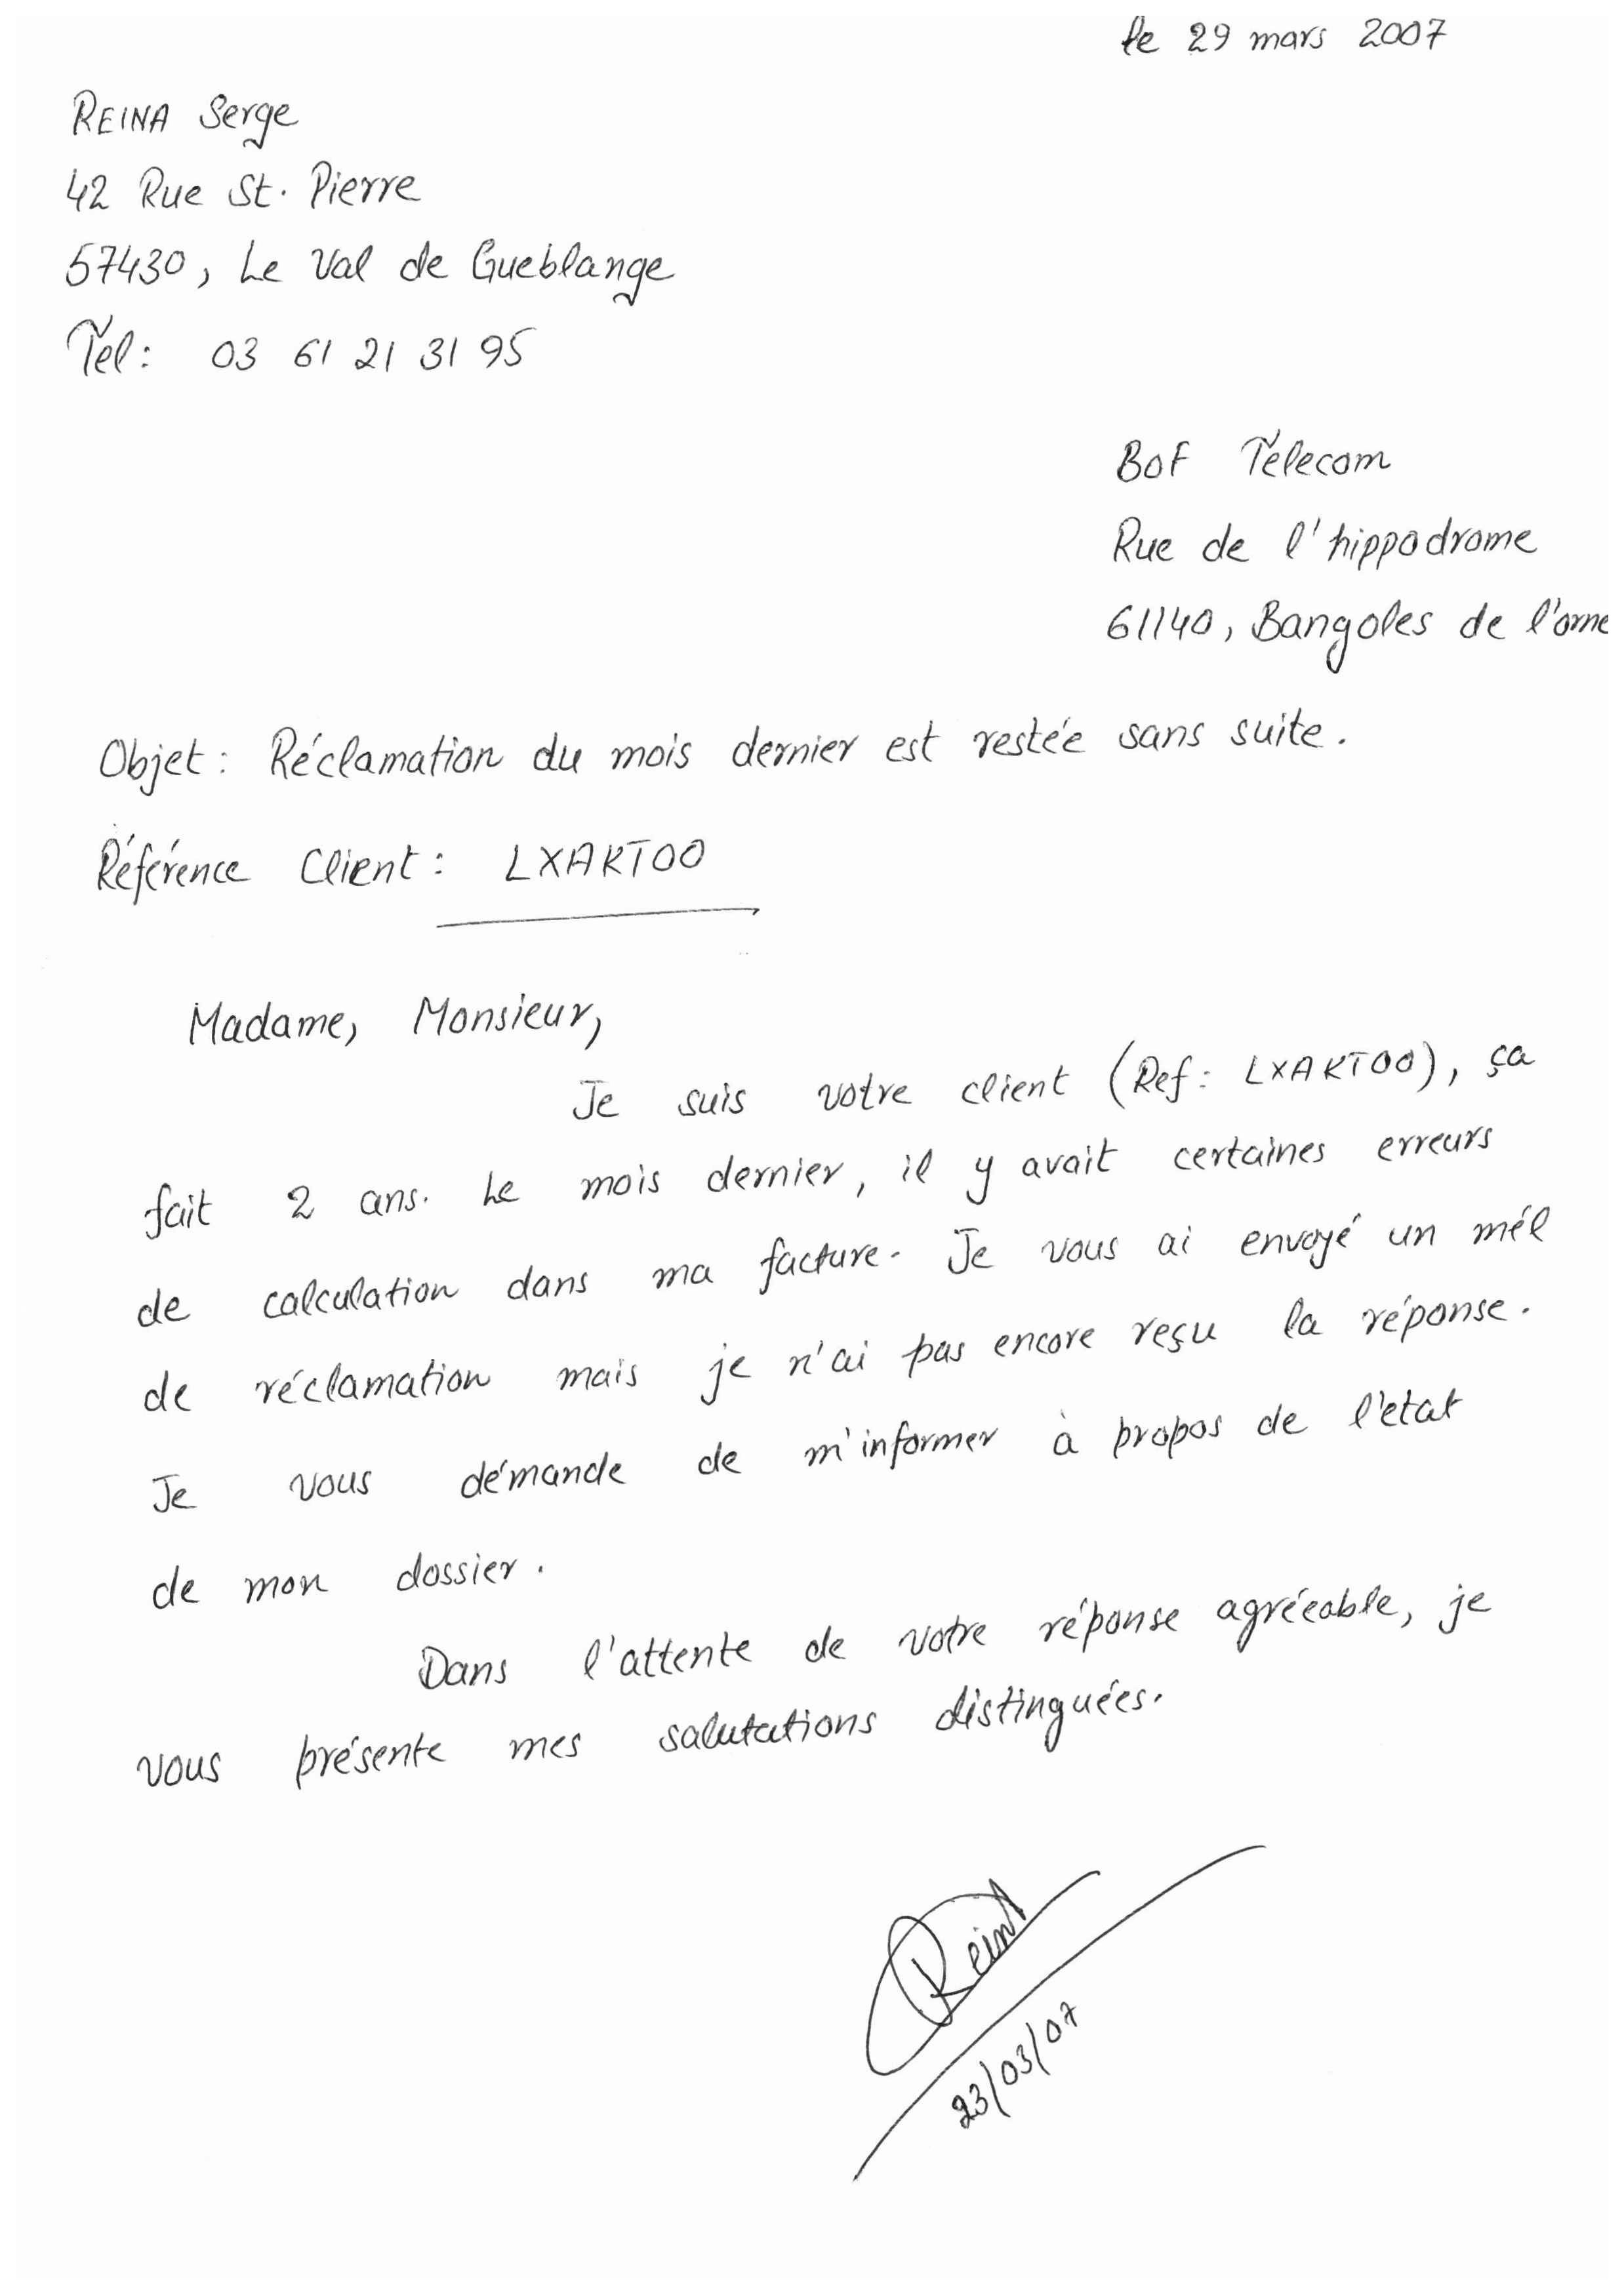 le 29 mars 2007
REINA Serge
42 Rue St. Pierre
57430, Le Val de Gueblange
Tél: 03 61 21 31 95
BOF Télécom
Rue de l'hippodrome
61140, Bangoles de l'orne
Objet: Réclamation du mois dernier est restée sans suite.
Référence Client: LXAKTOO
Madame, Monsieur,
Je suis votre client (Ref: LXAKTOO), ça
fait 2 ans. Le mois dernier, il y avait certaines erreurs
de calculation dans ma facture. Je vous ai envoyé un mél
de réclamation mais je n'ai pas encore reçu la réponse.
Je vous démande de m'informer à propos de l'état
de mon dossier.
Dans l'attente de votre réponse agréeable, je
vous présente mes salutations distinguées.
Reina
23/03/07